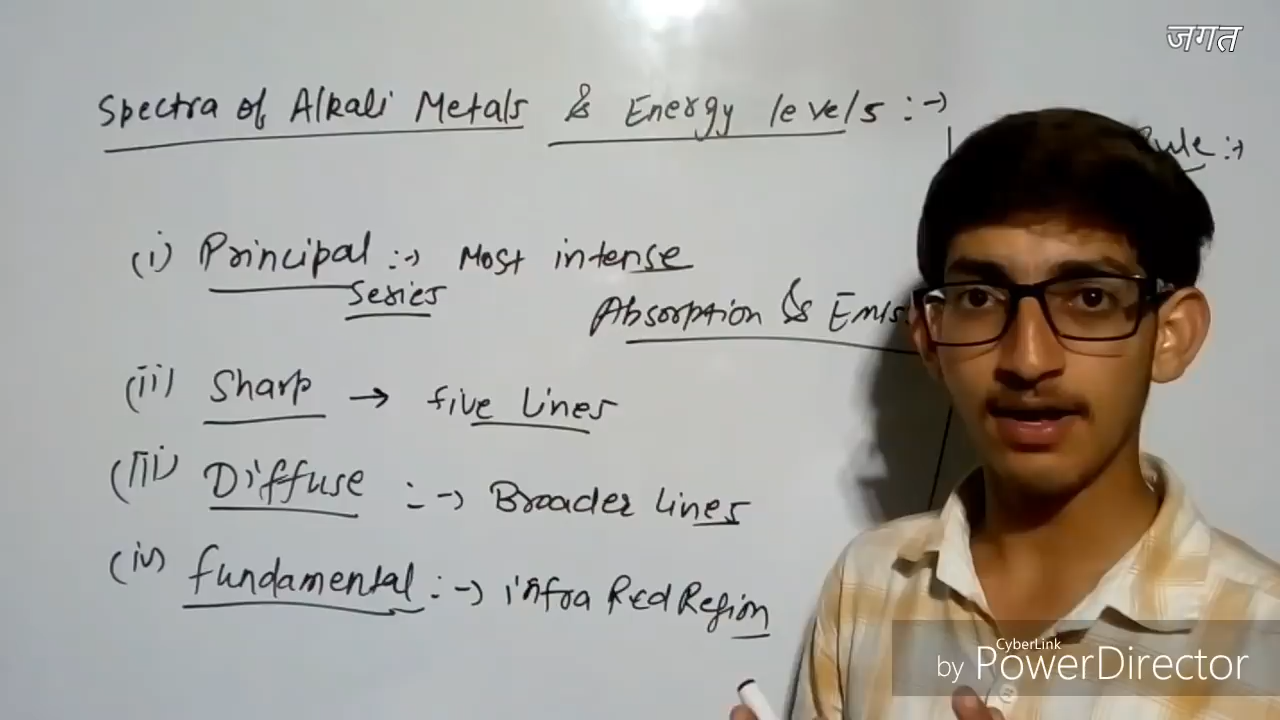 जगत
Spectra of Alkali Metals & Energy levels :→
Rule :→
(i) Principal :→ Most intense
Series
Absorption & Emis
(ii) Sharp → five Lines
(iii) Diffuse :→ Broader Lines
(iv) fundamental :→ infra Red Region
CyberLink
by PowerDirector